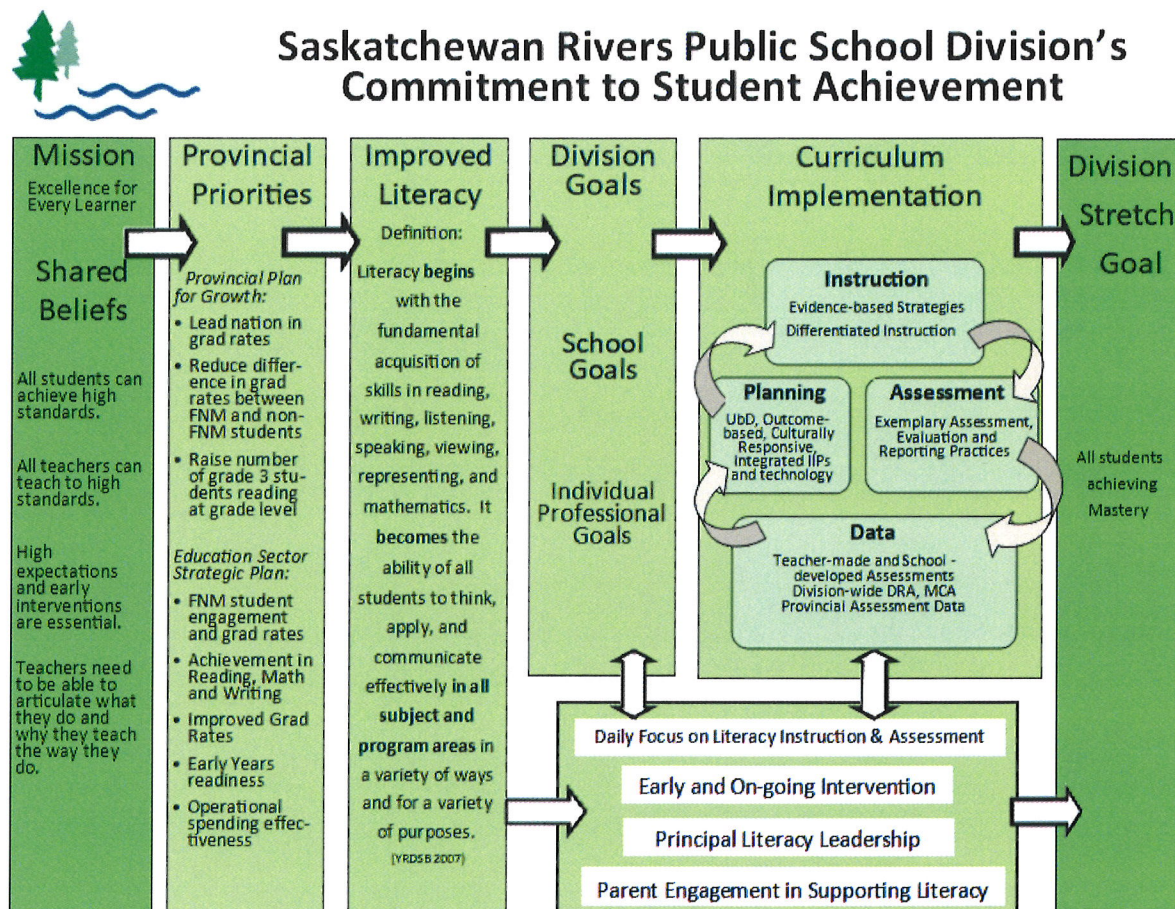 Saskatchewan Rivers Public School Division's
Commitment to Student Achievement
Mission
Excellence for
Every Learner
Shared
Beliefs
All students can
achieve high
standards.
All teachers can
teach to high
standards.
High
expectations
and early
interventions
are essential.
Teachers need
to be able to
articulate what
they do and
why they teach
the way they
do.
Provincial
Priorities
Provincial Plan
for Growth:
• Lead nation in
grad rates
• Reduce differ-
ence in grad
rates between
FNM and non-
FNM students
• Raise number
of grade 3 stu-
dents reading
at grade level
Education Sector
Strategic Plan:
• FNM student
engagement
and grad rates
• Achievement in
Reading, Math
and Writing
• Improved Grad
Rates
• Early Years
readiness
• Operational
spending effec-
tiveness
Improved
Literacy
Definition:
Literacy begins
with the
fundamental
acquisition of
skills in reading,
writing, listening,
speaking, viewing,
representing, and
mathematics. It
becomes the
ability of all
students to think,
apply, and
communicate
effectively in all
subject and
program areas in
a variety of ways
and for a variety
of purposes.
(YRDSB 2007)
Division
Goals
School
Goals
Individual
Professional
Goals
Curriculum
Implementation
Instruction
Evidence-based Strategies
Differentiated Instruction
Planning
UbD, Outcome-
based, Culturally
Responsive,
Integrated IIPs
and technology
Assessment
Exemplary Assessment,
Evaluation and
Reporting Practices
Data
Teacher-made and School -
developed Assessments
Division-wide DRA, MCA
Provincial Assessment Data
Daily Focus on Literacy Instruction & Assessment
Early and On-going Intervention
Principal Literacy Leadership
Parent Engagement in Supporting Literacy
Division
Stretch
Goal
All students
achieving
Mastery